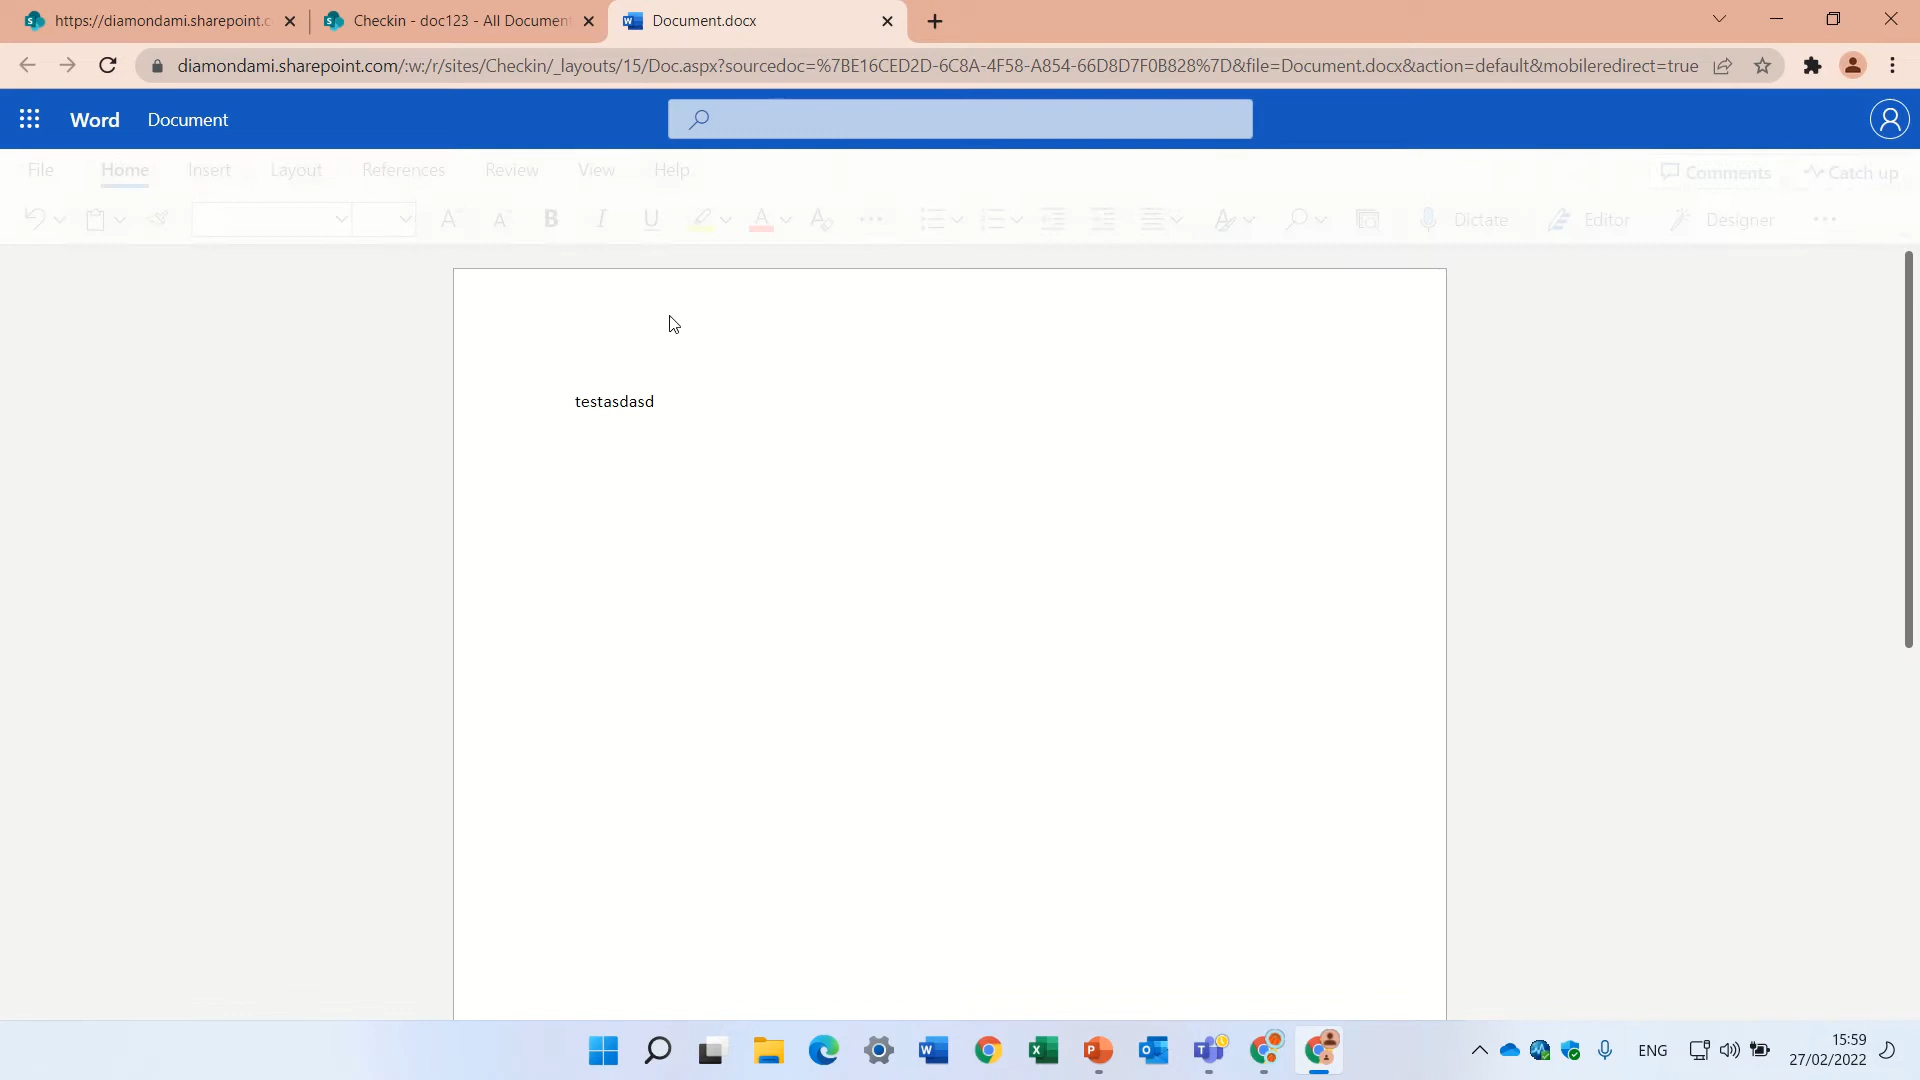 https://diamondami.sharepoint.c
Checkin - doc123 - All Document
Document.docx
diamondami.sharepoint.com/:w:/r/sites/Checkin/_layouts/15/Doc.aspx?sourcedoc=%7BE16CED2D-6C8A-4F58-A854-66D8D7F0B828%7D&file=Document.docx&action=default&mobileredirect=true
Word Document
File Home Insert Layout References Review View Help Comments Catch up
A A B I U A A Dictate Editor Designer
testasdasd
ENG
15:59
27/02/2022